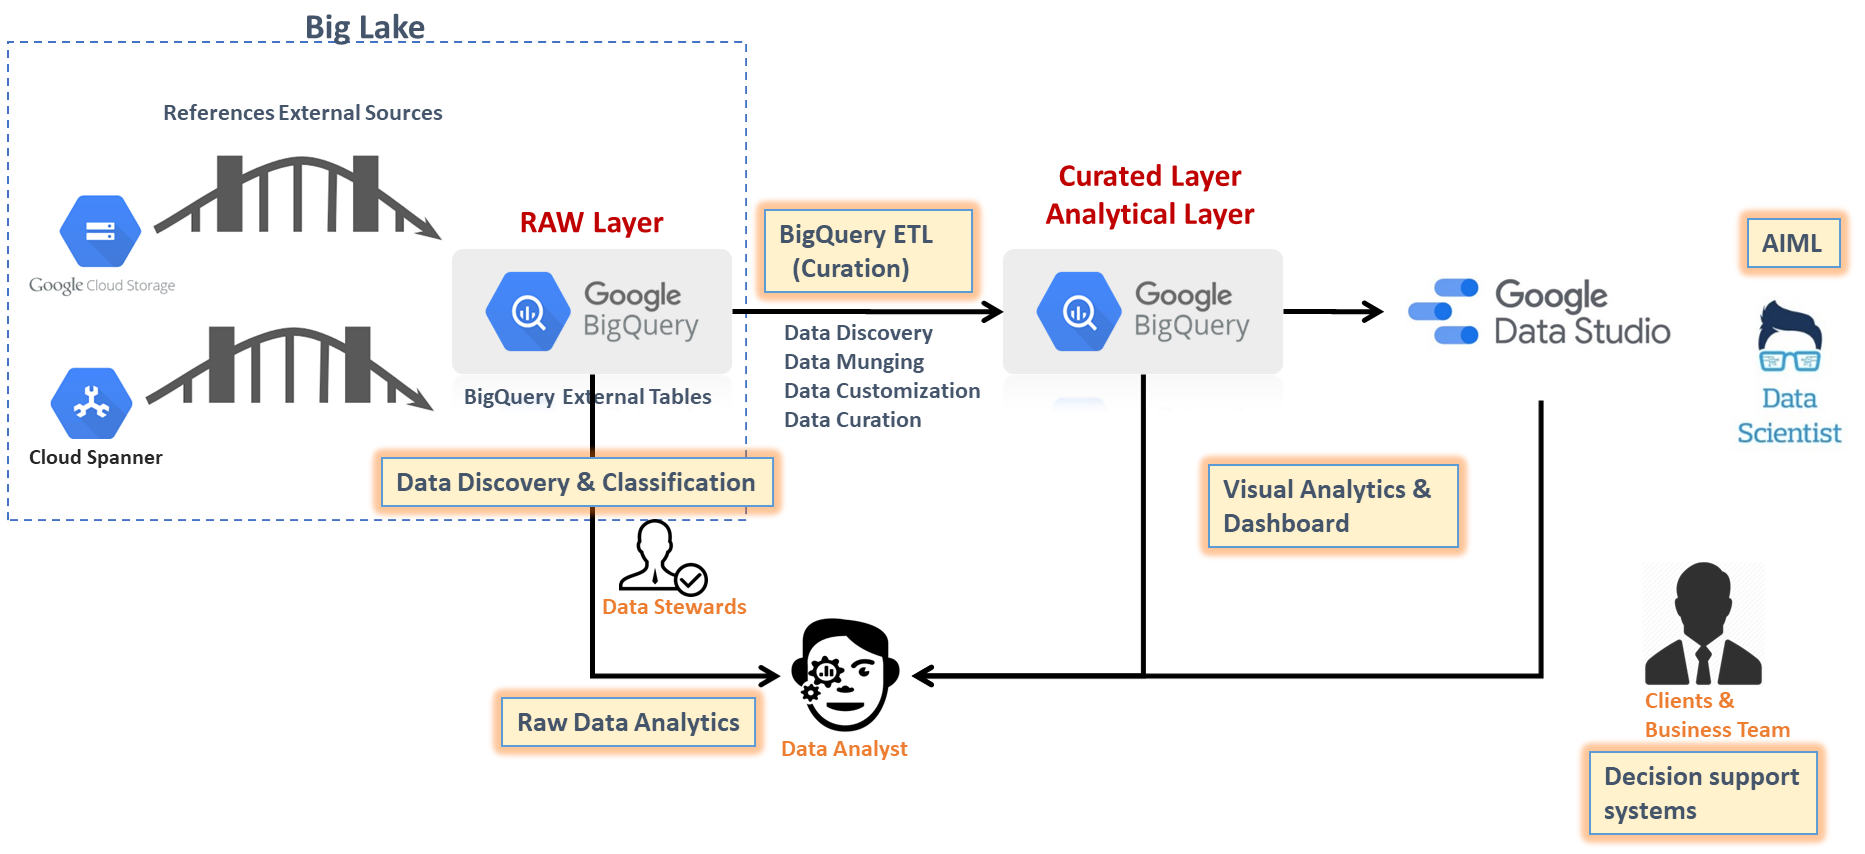 Big Lake
References External Sources
Google Cloud Storage
Cloud Spanner
RAW Layer
Google
BigQuery
BigQuery External Tables
Data Discovery & Classification
Data Stewards
BigQuery ETL
(Curation)
Data Discovery
Data Munging
Data Customization
Data Curation
Curated Layer
Analytical Layer
Google
BigQuery
Google
Data Studio
AIML
Data
Scientist
Visual Analytics &
Dashboard
Raw Data Analytics
Data Analyst
Clients &
Business Team
Decision support
systems